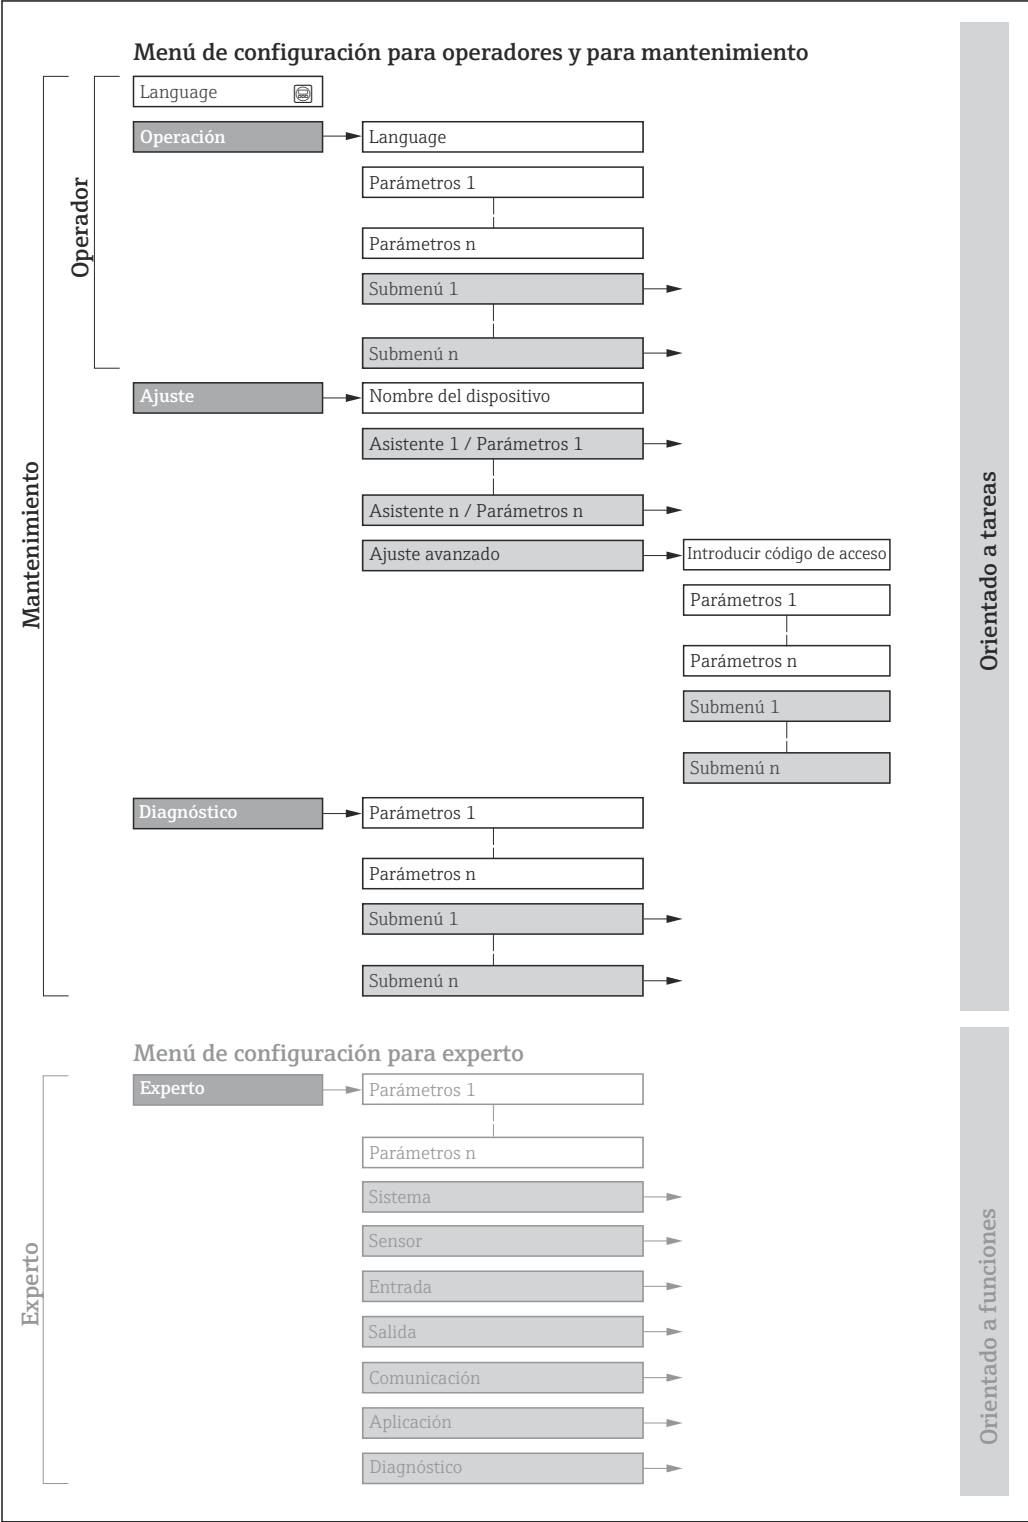 Menú de configuración para operadores y para mantenimiento
Language
Operación
Language
Parámetros 1
Parámetros n
Submenú 1
Submenú n
Operador
Ajuste
Nombre del dispositivo
Asistente 1 / Parámetros 1
Asistente n / Parámetros n
Ajuste avanzado
Introducir código de acceso
Parámetros 1
Parámetros n
Submenú 1
Submenú n
Mantenimiento
Diagnóstico
Parámetros 1
Parámetros n
Submenú 1
Submenú n
Orientado a tareas
Menú de configuración para experto
Experto
Parámetros 1
Parámetros n
Sistema
Sensor
Entrada
Salida
Comunicación
Aplicación
Diagnóstico
Experto
Orientado a funciones